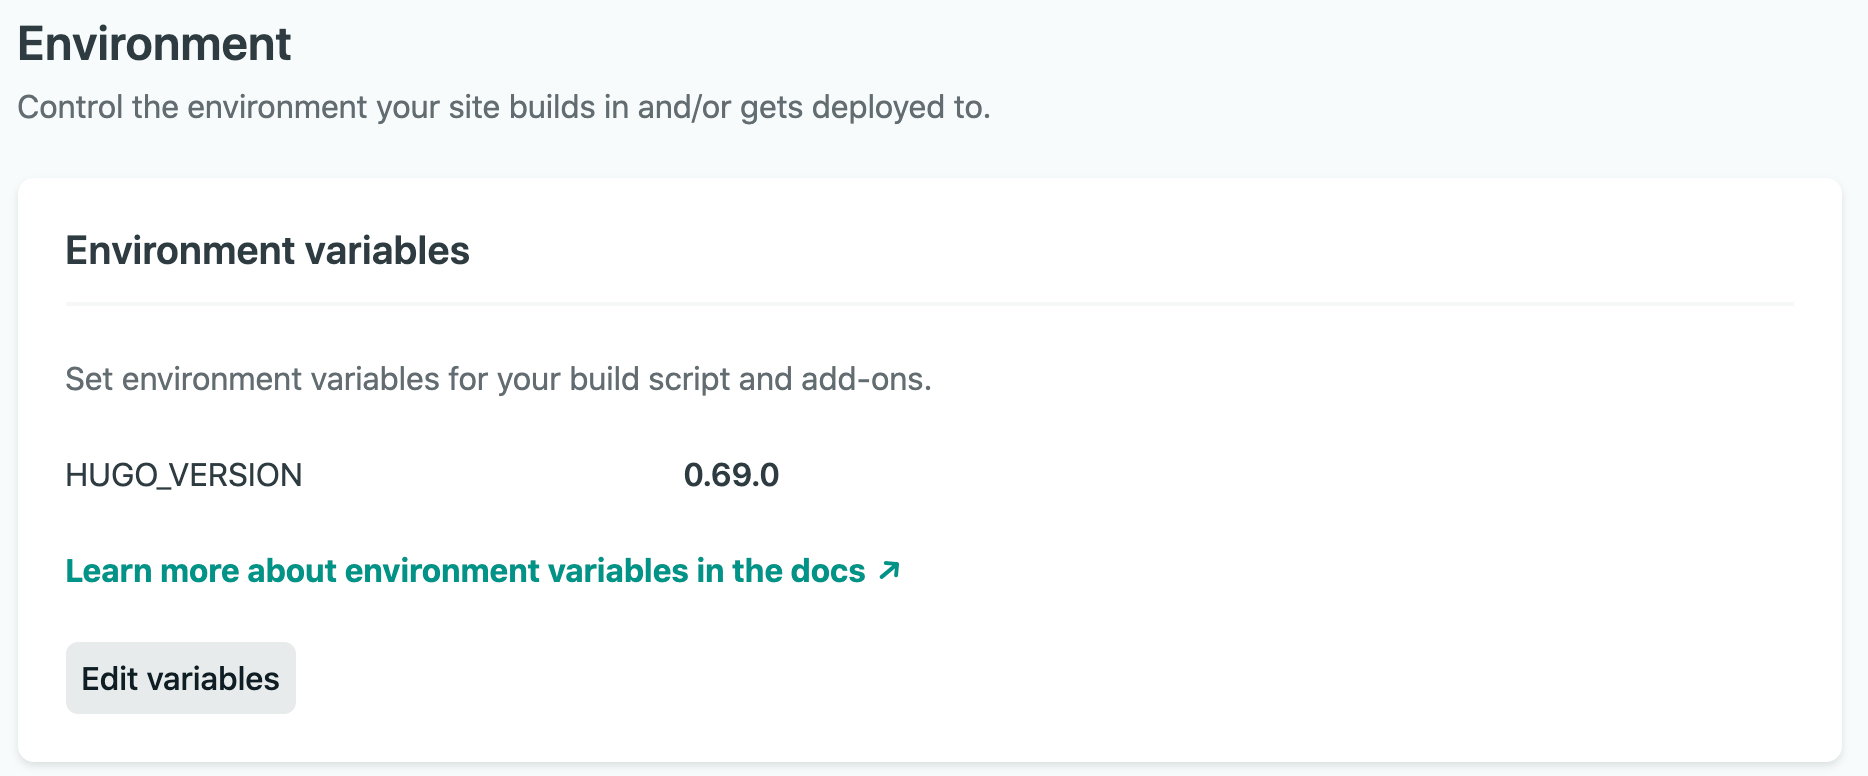 Environment
Control the environment your site builds in and/or gets deployed to.
Environment variables
Set environment variables for your build script and add-ons.
HUGO_VERSION 0.69.0
Learn more about environment variables in the docs ↗
Edit variables